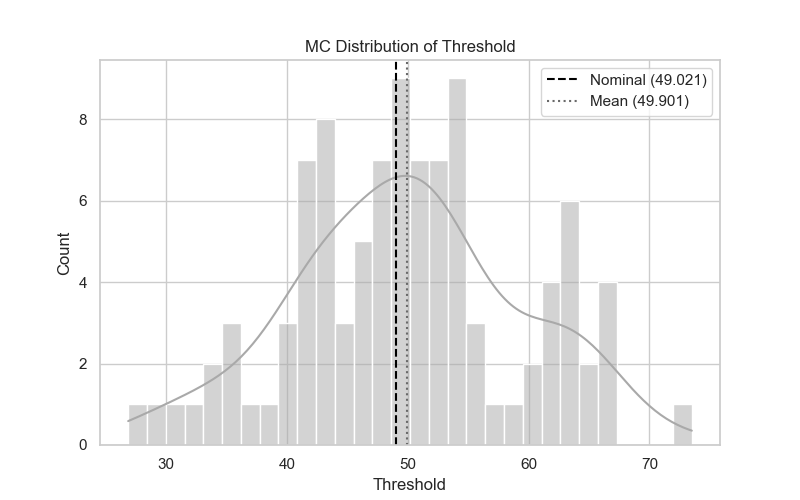 MC Distribution of Threshold
Nominal (49.021)
Mean (49.901)
Count
8
6
4
2
0
30 40 50 60 70
Threshold